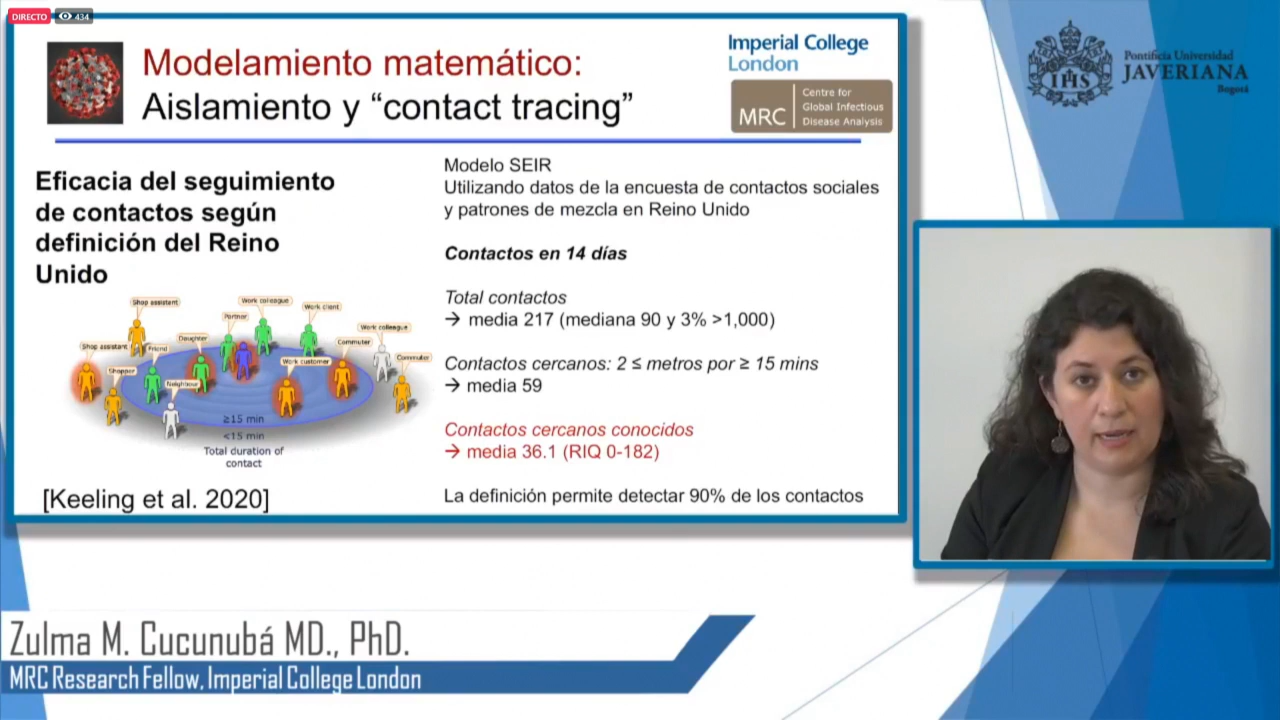 DIRECTO
434
Modelamiento matemático:
Aislamiento y “contact tracing”
Imperial College
London
MRC
Centre for
Global Infectious
Disease Analysis
Pontificia Universidad
JAVERIANA
Bogotá
IHS
Eficacia del seguimiento
de contactos según
definición del Reino
Unido
Shop assistant
Work colleague
Work client
Partner
Work colleague
Daughter
Commuter
Shop assistant
Friend
Work customer
Commuter
Shopper
Neighbour
≥15 min
<15 min
Total duration of
contact
[Keeling et al. 2020]
Modelo SEIR
Utilizando datos de la encuesta de contactos sociales
y patrones de mezcla en Reino Unido
Contactos en 14 días
Total contactos
→ media 217 (mediana 90 y 3% >1,000)
Contactos cercanos: 2 ≤ metros por ≥ 15 mins
→ media 59
Contactos cercanos conocidos
→ media 36.1 (RIQ 0-182)
La definición permite detectar 90% de los contactos
Zulma M. Cucunubá MD., PhD.
MRC Research Fellow, Imperial College London